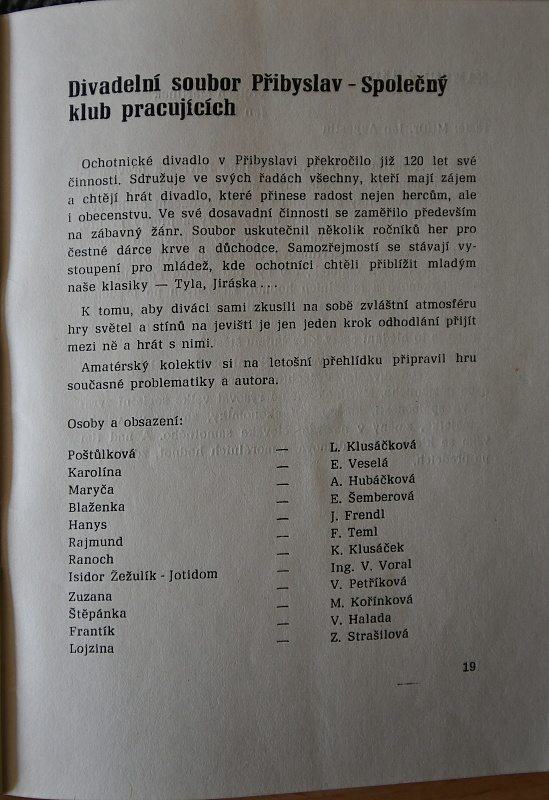 Divadelní soubor Přibyslav - Společný
klub pracujících
Ochotnické divadlo v Přibyslavi překročilo již 120 let své
činnosti. Sdružuje ve svých řadách všechny, kteří mají zájem
a chtějí hrát divadlo, které přinese radost nejen hercům, ale
i obecenstvu. Ve své dosavadní činnosti se zaměřilo především
na zábavný žánr. Soubor uskutečnil několik ročníků her pro
čestné dárce krve a důchodce. Samozřejmostí se stávají vy-
stoupení pro mládež, kde ochotníci chtěli přiblížit mladým
naše klasiky — Tyla, Jiráska...
K tomu, aby diváci sami zkusili na sobě zvláštní atmosféru
hry světel a stínů na jevišti je jen jeden krok odhodlání přijít
mezi ně a hrát s nimi.
Amatérský kolektiv si na letošní přehlídku připravil hru
současné problematiky a autora.
Osoby a obsazení:
Poštůlková — L. Klusáčková
Karolína — E. Veselá
Maryča — A. Hubáčková
Blaženka — E. Šemberová
Hanys — J. Frendl
Rajmund — F. Teml
Ranoch — K. Klusáček
Isidor Žežulík - Jotidom — Ing. V. Voral
Zuzana — V. Petříková
Štěpánka — M. Kořínková
Frantík — V. Halada
Lojzina — Z. Strašilová
19